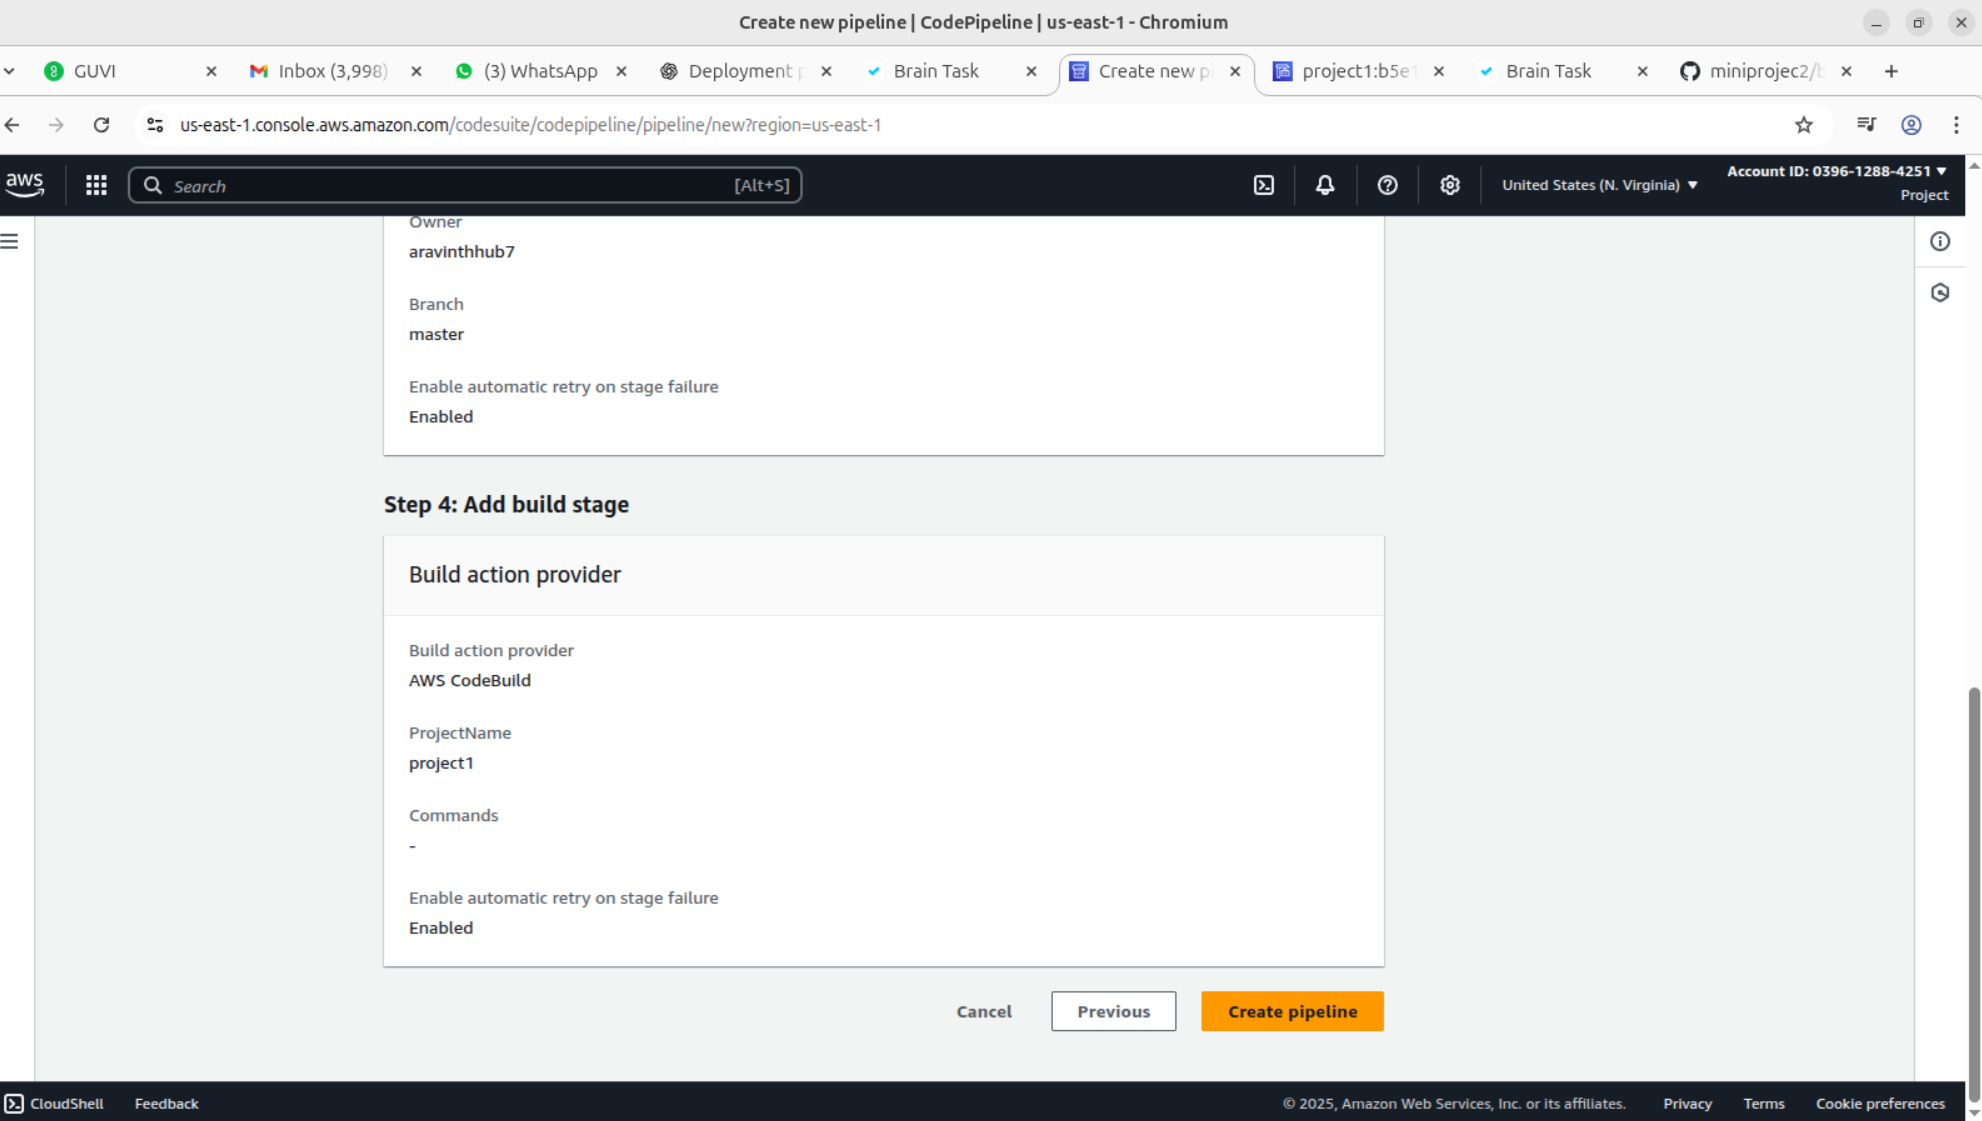 Create new pipeline | CodePipeline | us-east-1 - Chromium
GUVI
Inbox (3,998)
(3) WhatsApp
Deployment p
Brain Task
Create new pi
project1:b5e1
Brain Task
miniprojec2/b
us-east-1.console.aws.amazon.com/codesuite/codepipeline/pipeline/new?region=us-east-1
aws
Search
[Alt+S]
United States (N. Virginia)
Account ID: 0396-1288-4251
Project
Owner
aravinthhub7
Branch
master
Enable automatic retry on stage failure
Enabled
Step 4: Add build stage
Build action provider
Build action provider
AWS CodeBuild
ProjectName
project1
Commands
-
Enable automatic retry on stage failure
Enabled
Cancel
Previous
Create pipeline
CloudShell
Feedback
© 2025, Amazon Web Services, Inc. or its affiliates.
Privacy
Terms
Cookie preferences